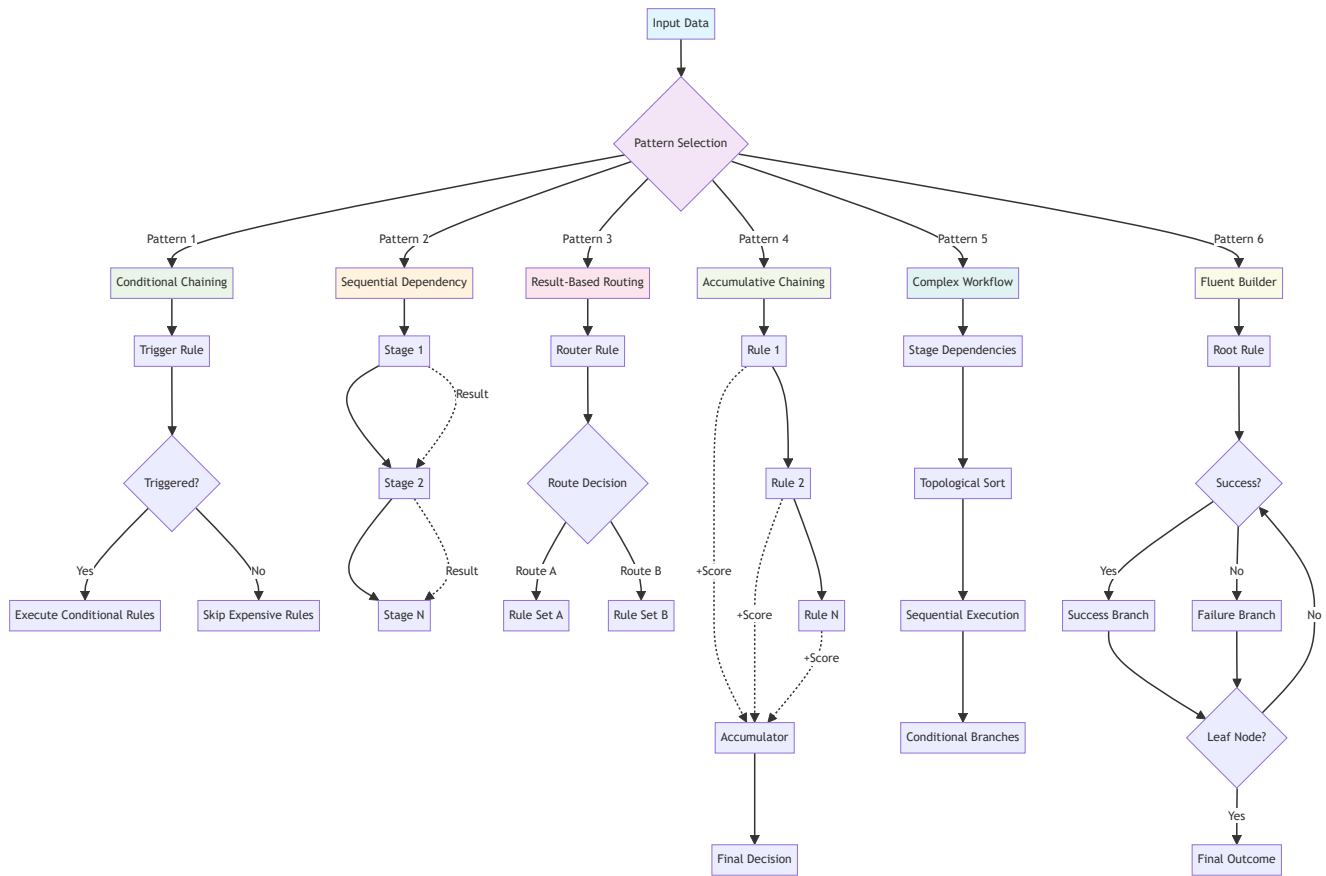 Input Data
Pattern Selection
Pattern 1
Pattern 2
Pattern 3
Pattern 4
Pattern 5
Pattern 6
Conditional Chaining
Sequential Dependency
Result-Based Routing
Accumulative Chaining
Complex Workflow
Fluent Builder
Trigger Rule
Stage 1
Router Rule
Rule 1
Stage Dependencies
Root Rule
Result
Triggered?
Stage 2
Route Decision
Rule 2
Topological Sort
Success?
Yes
No
Result
Route A
Route B
+Score
Yes
No
Execute Conditional Rules
Skip Expensive Rules
Stage N
Rule Set A
Rule Set B
+Score
Rule N
Sequential Execution
Success Branch
Failure Branch
No
+Score
Accumulator
Conditional Branches
Leaf Node?
Yes
Final Decision
Final Outcome